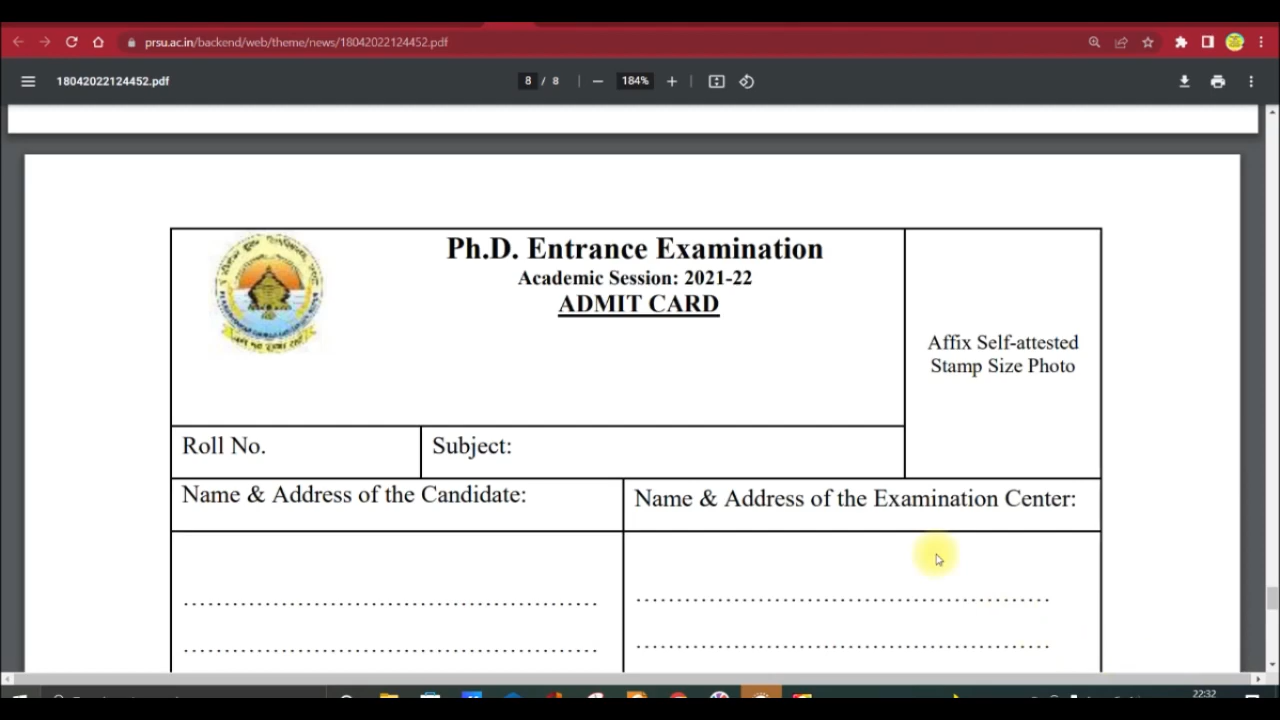 prsu.ac.in/backend/web/theme/news/18042022124452.pdf
18042022124452.pdf
8 / 8
184%
Ph.D. Entrance Examination
Academic Session: 2021-22
ADMIT CARD
Affix Self-attested
Stamp Size Photo
Roll No.
Subject:
Name & Address of the Candidate:
Name & Address of the Examination Center:
22:32